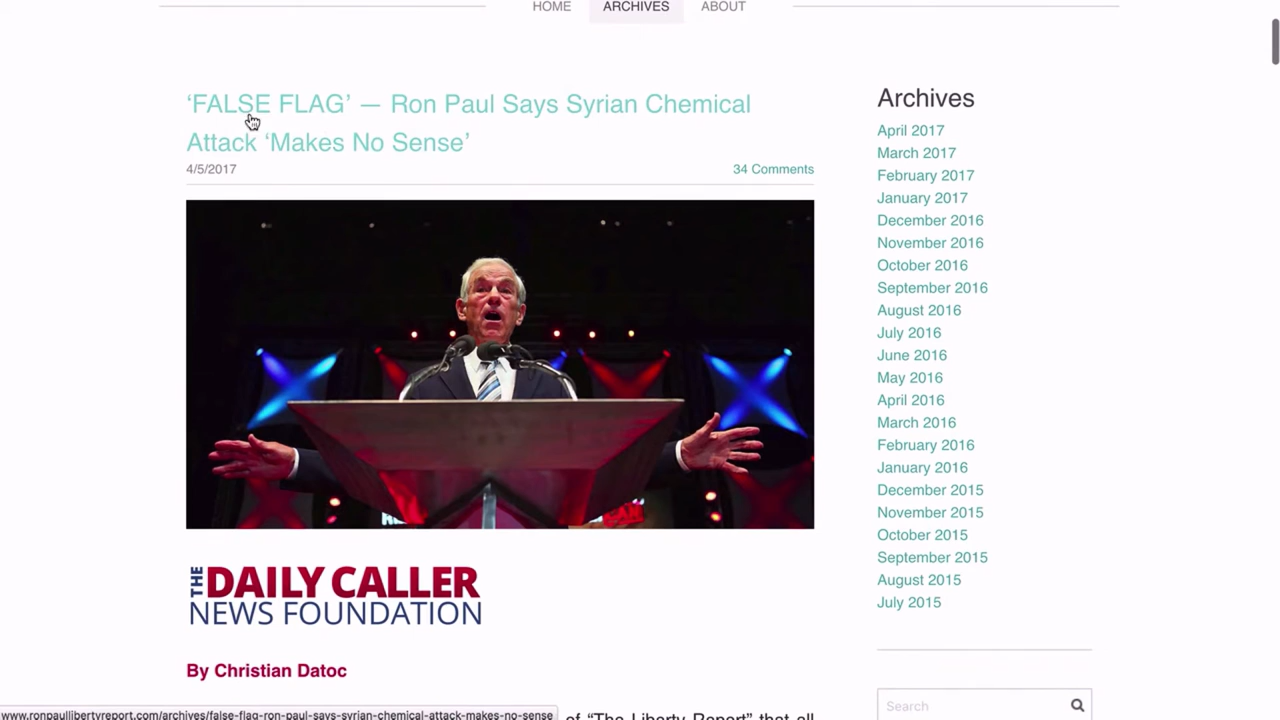 HOME ARCHIVES ABOUT
‘FALSE FLAG’ — Ron Paul Says Syrian Chemical
Attack ‘Makes No Sense’
4/5/2017 34 Comments
THE DAILY CALLER
NEWS FOUNDATION
By Christian Datoc
of “The Liberty Report” that all
Archives
April 2017
March 2017
February 2017
January 2017
December 2016
November 2016
October 2016
September 2016
August 2016
July 2016
June 2016
May 2016
April 2016
March 2016
February 2016
January 2016
December 2015
November 2015
October 2015
September 2015
August 2015
July 2015
Search
www.ronpaullibertyreport.com/archives/false-flag-ron-paul-says-syrian-chemical-attack-makes-no-sense